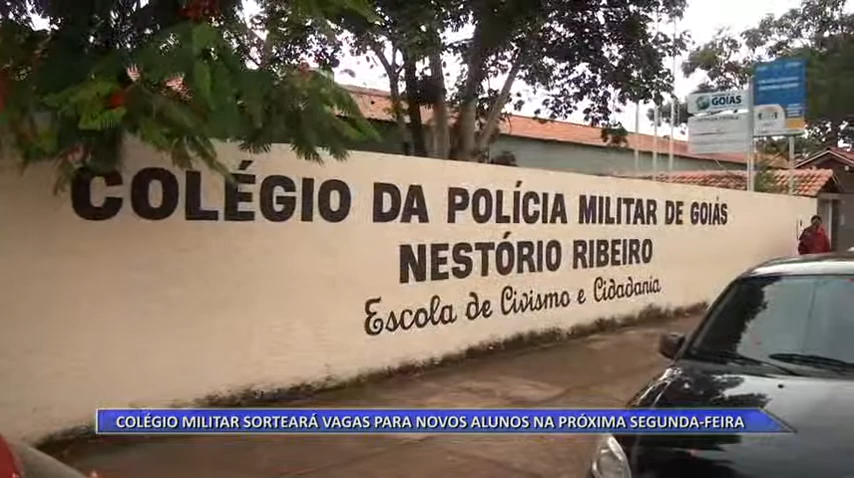 GOIÁS
COLÉGIO DA POLÍCIA MILITAR DE GOIÁS
NESTÓRIO RIBEIRO
Escola de Civismo e Cidadania
COLÉGIO MILITAR SORTEARÁ VAGAS PARA NOVOS ALUNOS NA PRÓXIMA SEGUNDA-FEIRA